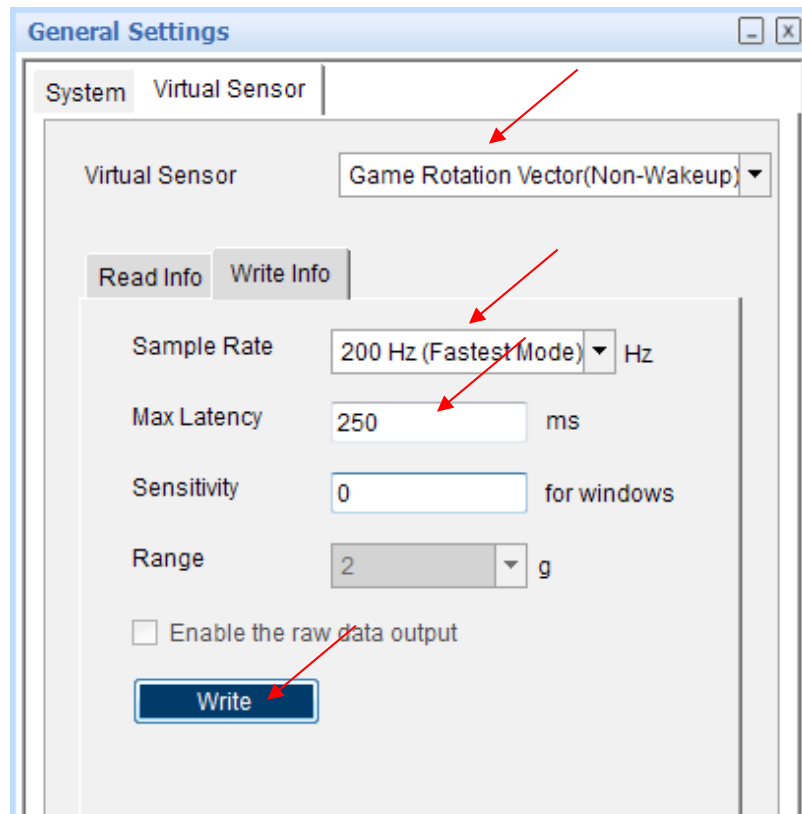 General Settings
System Virtual Sensor
Virtual Sensor Game Rotation Vector(Non-Wakeup)
Read Info Write Info
Sample Rate 200 Hz (Fastest Mode) Hz
Max Latency 250 ms
Sensitivity 0 for windows
Range 2 g
Enable the raw data output
Write